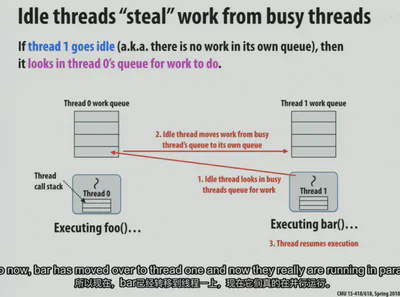 Idle threads “steal” work from busy threads
If thread 1 goes idle (a.k.a. there is no work in its own queue), then
it looks in thread 0’s queue for work to do.
Thread 0 work queue
Thread 1 work queue
2. Idle thread moves work from busy
thread’s queue to its own queue
Thread
call stack
1. Idle thread looks in busy
threads queue for work
Thread 0
Thread 1
Executing foo()…
Executing bar()…
3. Thread resumes execution
o now, bar has moved over to thread one and now they really are running in para
所以现在，bar已经转移到线程一上，现在它们真的在并行运行。
CMU 15-418/618, Spring 2018